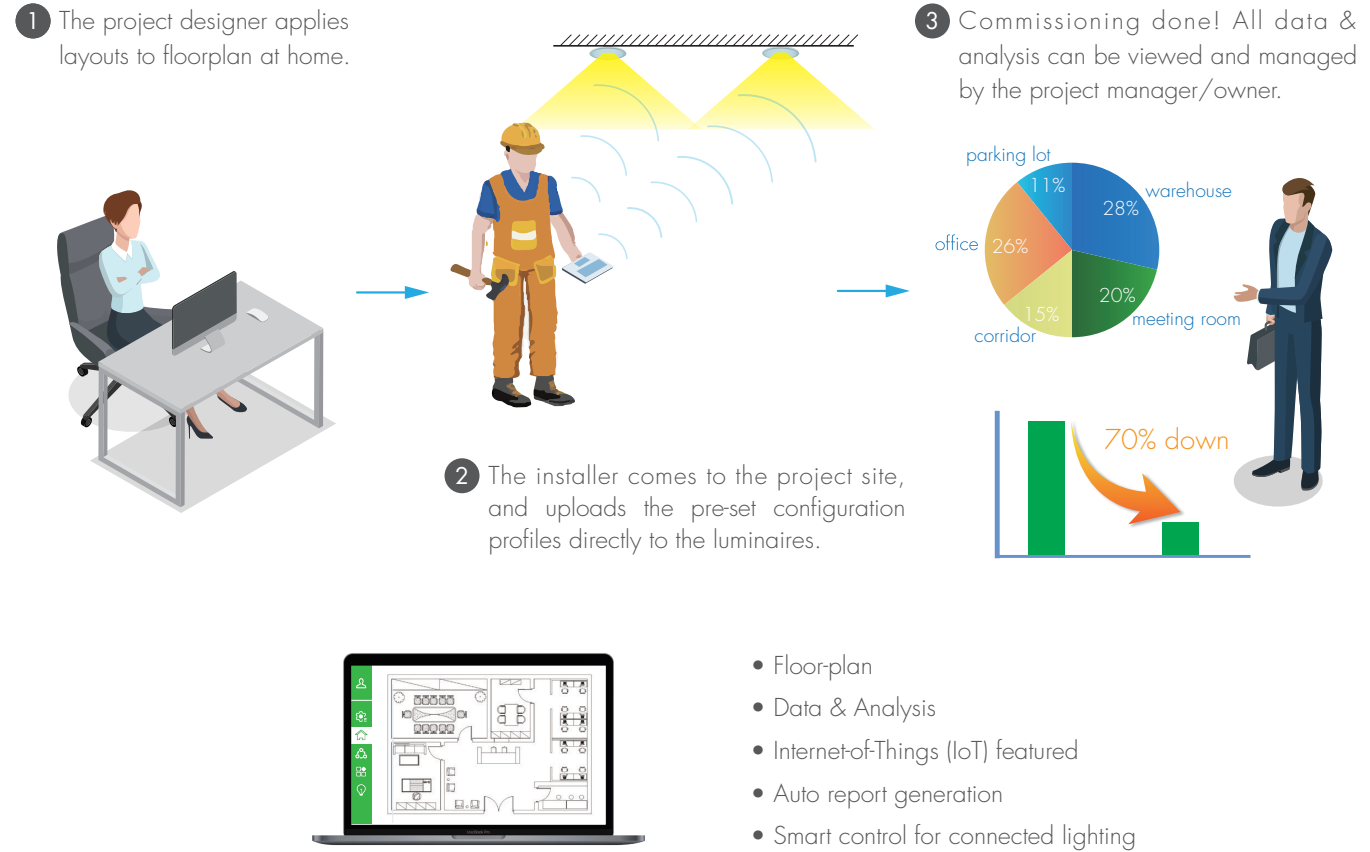 1 The project designer applies
layouts to floorplan at home.
3 Commissioning done! All data &
analysis can be viewed and managed
by the project manager/owner.
parking lot
11%
warehouse
28%
office
26%
20%
15%
meeting room
corridor
70% down
2 The installer comes to the project site,
and uploads the pre-set configuration
profiles directly to the luminaires.
• Floor-plan
• Data & Analysis
• Internet-of-Things (IoT) featured
• Auto report generation
• Smart control for connected lighting
MacBook Pro